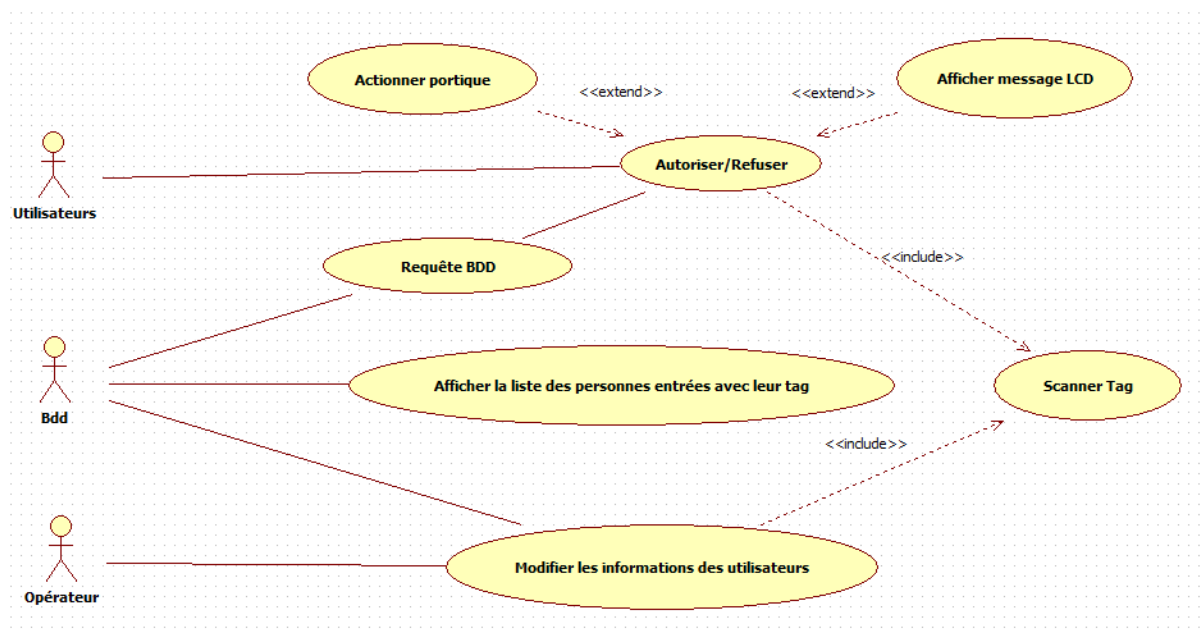 Actionner portique
Afficher message LCD
<<extend>>
<<extend>>
Autoriser/Refuser
Utilisateurs
<<include>>
Requête BDD
Afficher la liste des personnes entrées avec leur tag
Scanner Tag
Bdd
<<include>>
Modifier les informations des utilisateurs
Opérateur